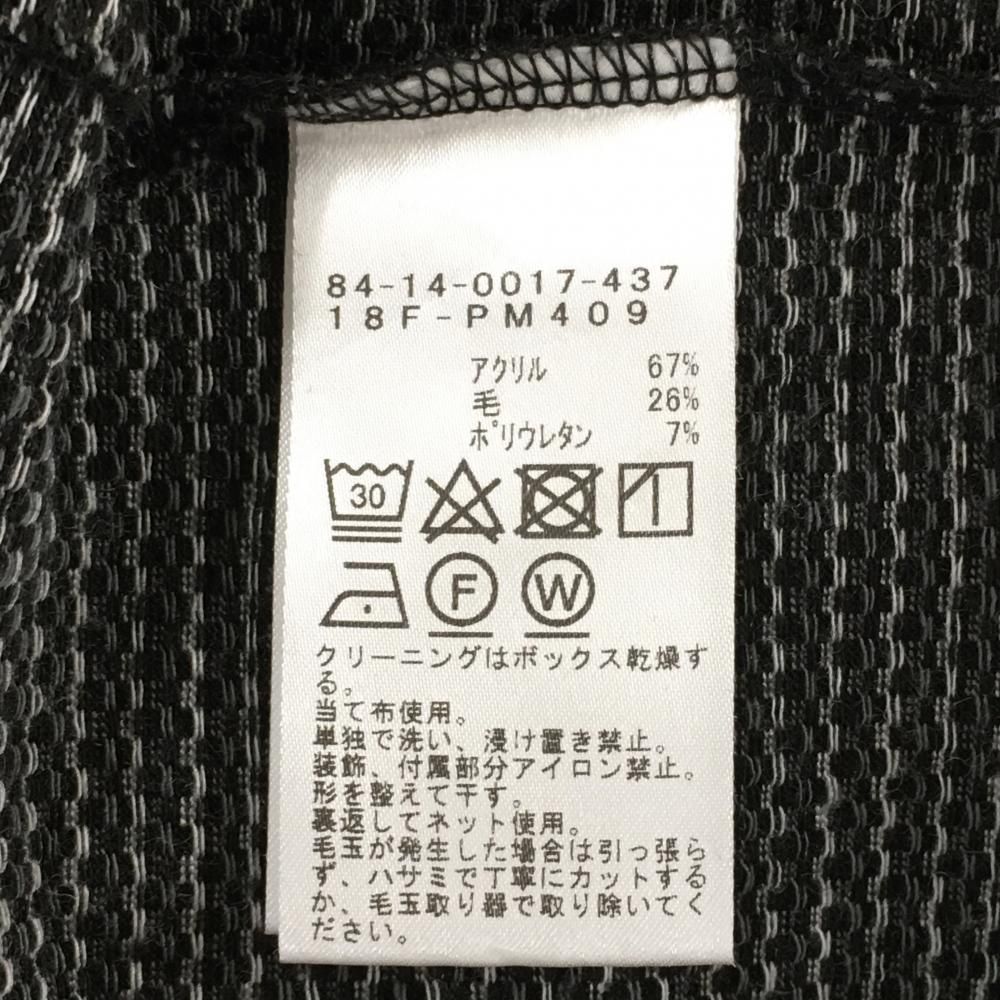 84-14-0017-437
18F-PM409
アクリル 67%
毛 26%
ポリウレタン 7%
30
F W
クリーニングはボックス乾燥す
る。
当て布使用。
単独で洗い、浸け置き禁止。
装飾、付属部分アイロン禁止。
形を整えて干す。
裏返してネット使用。
毛玉が発生した場合は引っ張ら
ず、ハサミで丁寧にカットする
か、毛玉取り器で取り除いてく
ださい。